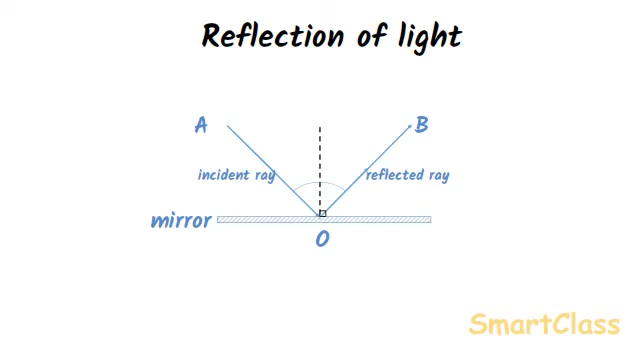 Reflection of light
A
B
incident ray
reflected ray
mirror
O
SmartClass